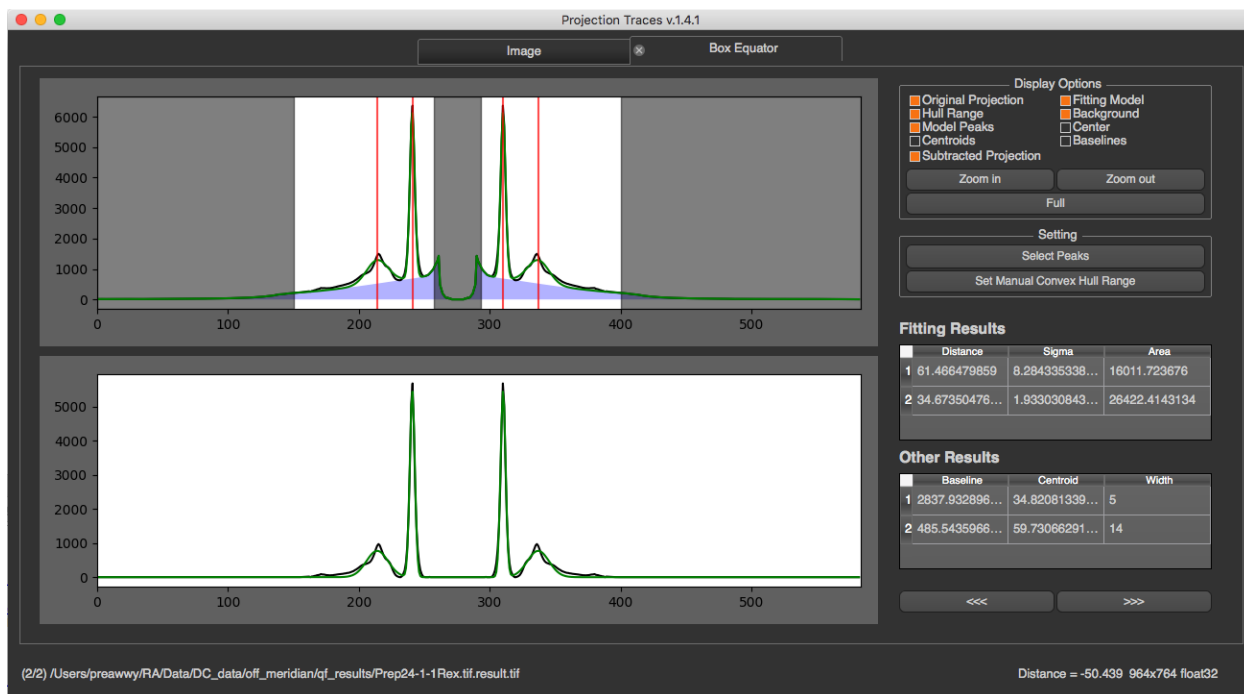 Projection Traces v.1.4.1
Image
Box Equator
6000
5000
4000
3000
2000
1000
0
0 100 200 300 400 500
5000
4000
3000
2000
1000
0
0 100 200 300 400 500
Display Options
Original Projection Fitting Model
Hull Range Background
Model Peaks Center
Centroids Baselines
Subtracted Projection
Zoom in Zoom out
Full
Setting
Select Peaks
Set Manual Convex Hull Range
Fitting Results
Distance Sigma Area
1 61.466479859 8.284335338... 16011.723676
2 34.67350476... 1.933030843... 26422.4143134
Other Results
Baseline Centroid Width
1 2837.932896... 34.82081339... 5
2 485.5435966... 59.73066291... 14
<<< >>>
(2/2) /Users/preawwy/RA/Data/DC_data/off_meridian/qf_results/Prep24-1-1Rex.tif.result.tif
Distance = -50.439 964x764 float32